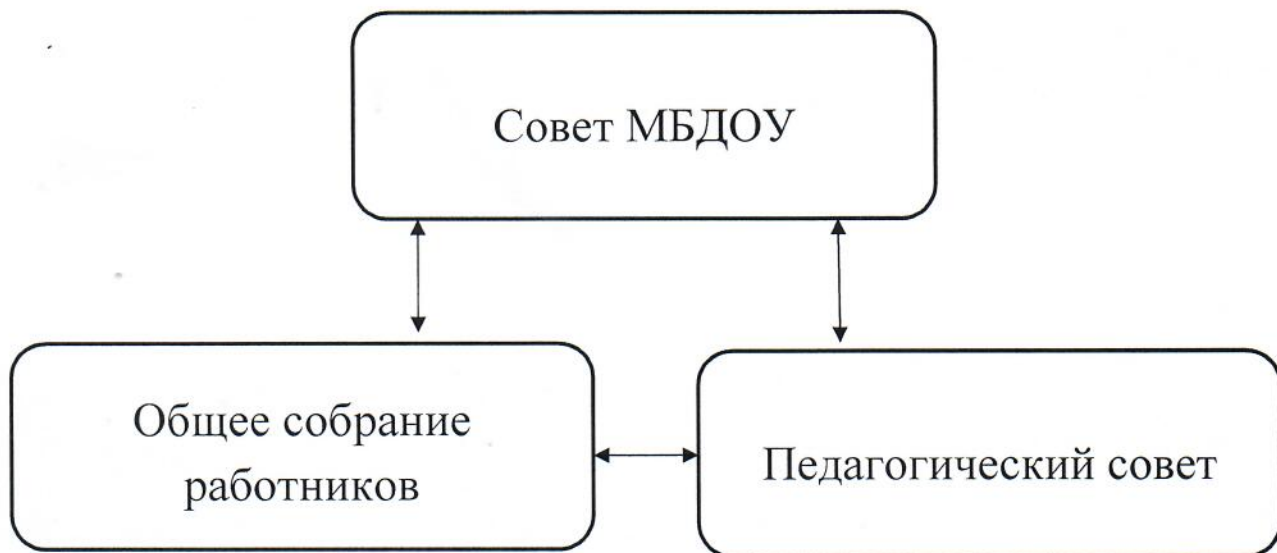 Совет МБДОУ
Общее собрание
работников
Педагогический совет